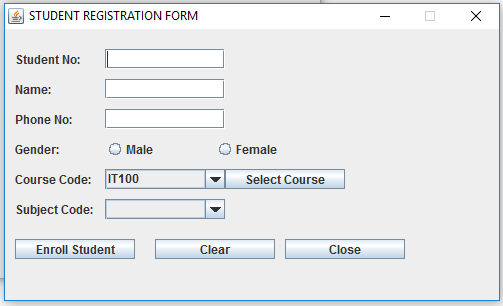 STUDENT REGISTRATION FORM
Student No:
Name:
Phone No:
Gender: Male Female
Course Code: IT100 Select Course
Subject Code:
Enroll Student Clear Close